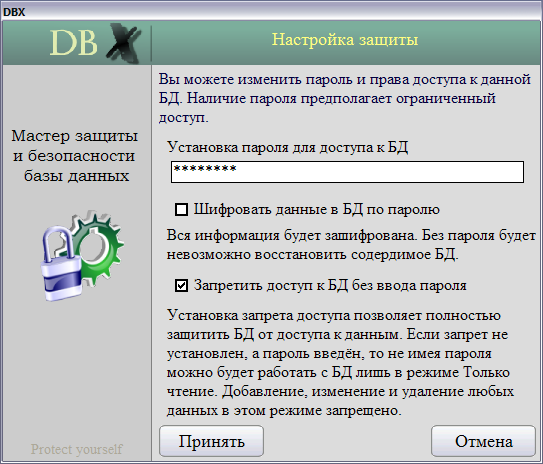 DBX
DBX
Настройка защиты
Мастер защиты
и безопасности
базы данных
Protect yourself
Вы можете изменить пароль и права доступа к данной
БД. Наличие пароля предполагает ограниченный
доступ.
Установка пароля для доступа к БД
********
Шифровать данные в БД по паролю
Вся информация будет зашифрована. Без пароля будет
невозможно восстановить содердимое БД.
Запретить доступ к БД без ввода пароля
Установка запрета доступа позволяет полностью
защитить БД от доступа к данным. Если запрет не
установлен, а пароль введён, то не имея пароля
можно будет работать с БД лишь в режиме Только
чтение. Добавление, изменение и удаление любых
данных в этом режиме запрещено.
Принять
Отмена